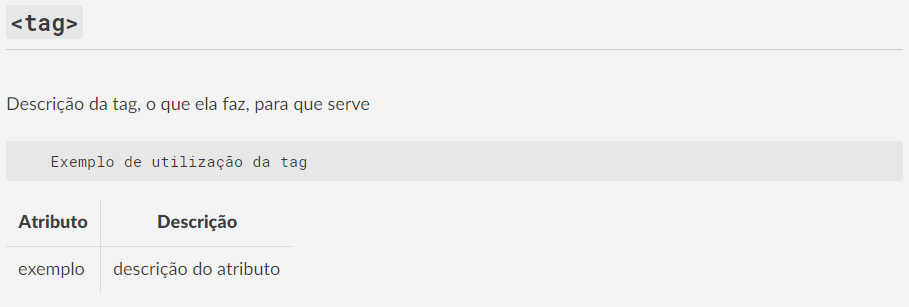 <tag>
Descrição da tag, o que ela faz, para que serve
Exemplo de utilização da tag
Atributo Descrição
exemplo descrição do atributo